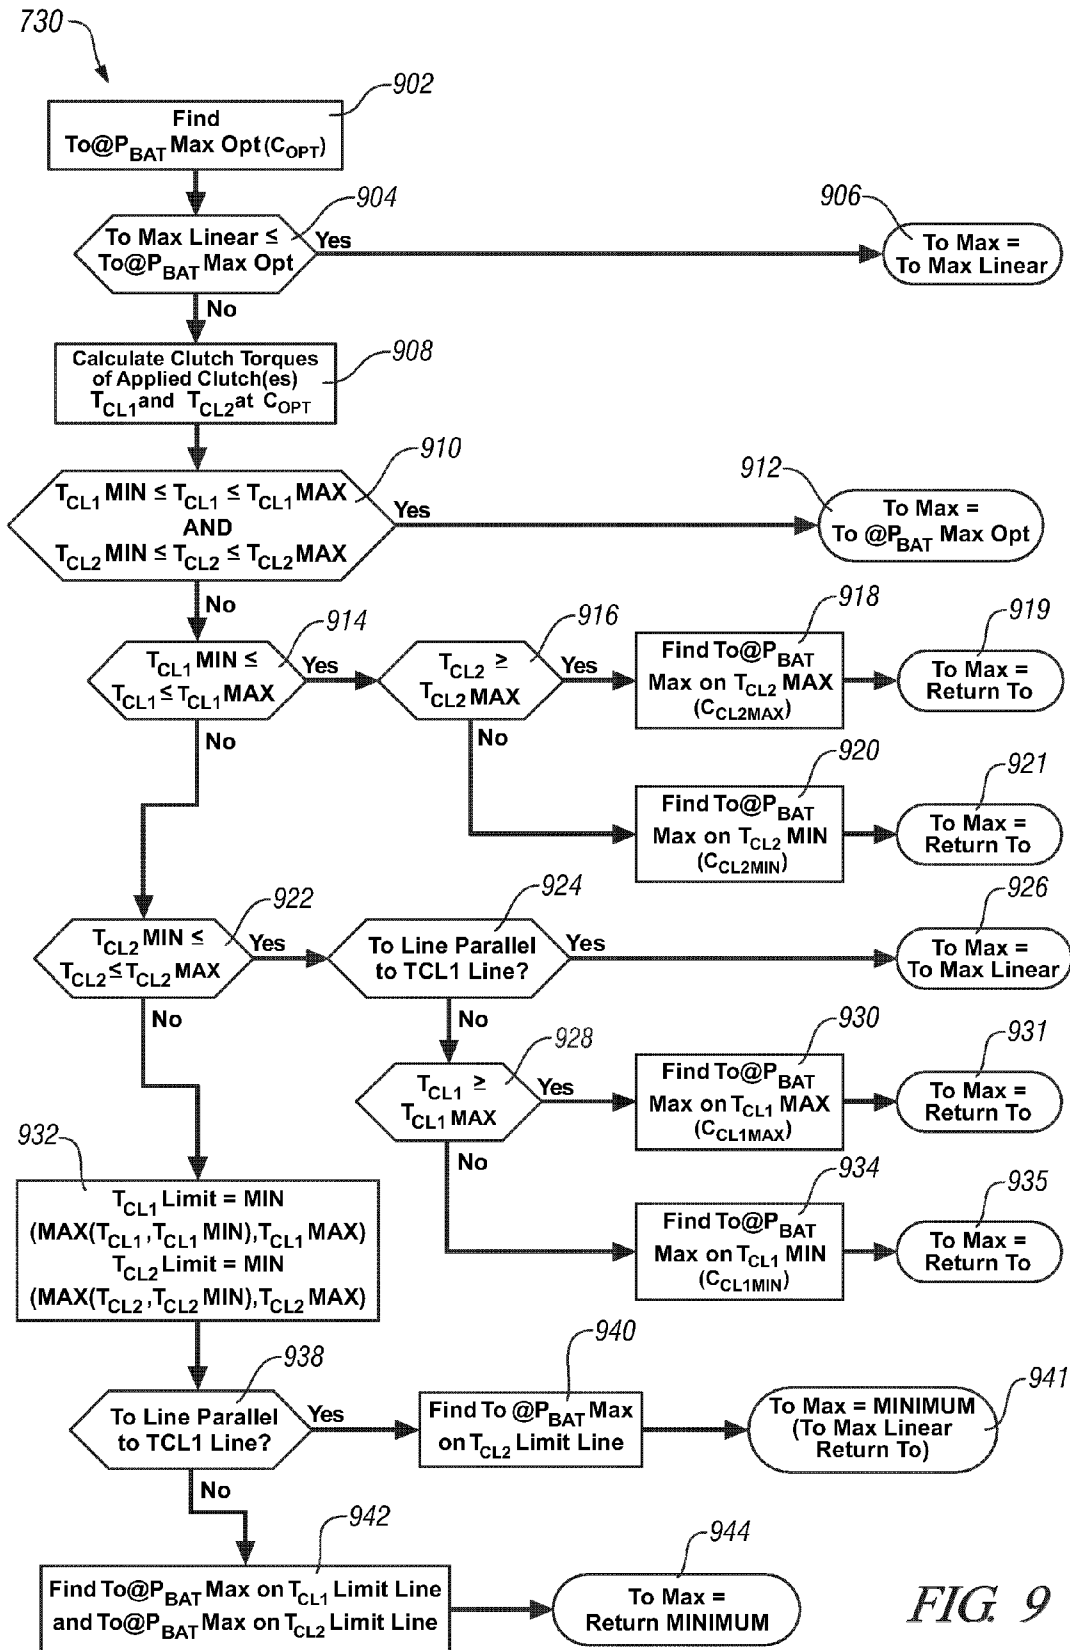 730
902
Find
To@PBAT Max Opt (COPT)
904
To Max Linear ≤
To@PBAT Max Opt
Yes
906
To Max =
To Max Linear
No
908
Calculate Clutch Torques
of Applied Clutch(es)
TCL1 and TCL2 at COPT
910
TCL1 MIN ≤ TCL1 ≤ TCL1 MAX
AND
TCL2 MIN ≤ TCL2 ≤ TCL2 MAX
Yes
912
To Max =
To @PBAT Max Opt
No
914
TCL1 MIN ≤
TCL1 ≤ TCL1 MAX
Yes
916
TCL2 ≥
TCL2 MAX
Yes
918
Find To@PBAT
Max on TCL2 MAX
(CCL2MAX)
919
To Max =
Return To
No
No
920
Find To@PBAT
Max on TCL2 MIN
(CCL2MIN)
921
To Max =
Return To
922
TCL2 MIN ≤
TCL2 ≤ TCL2 MAX
Yes
924
To Line Parallel
to TCL1 Line?
Yes
926
To Max =
To Max Linear
No
No
928
TCL1 ≥
TCL1 MAX
Yes
930
Find To@PBAT
Max on TCL1 MAX
(CCL1MAX)
931
To Max =
Return To
No
934
Find To@PBAT
Max on TCL1 MIN
(CCL1MIN)
935
To Max =
Return To
932
TCL1 Limit = MIN
(MAX(TCL1,TCL1 MIN),TCL1 MAX)
TCL2 Limit = MIN
(MAX(TCL2,TCL2 MIN),TCL2 MAX)
938
To Line Parallel
to TCL1 Line?
Yes
940
Find To @PBAT Max
on TCL2 Limit Line
941
To Max = MINIMUM
(To Max Linear
Return To)
No
942
Find To@PBAT Max on TCL1 Limit Line
and To@PBAT Max on TCL2 Limit Line
944
To Max =
Return MINIMUM
FIG. 9